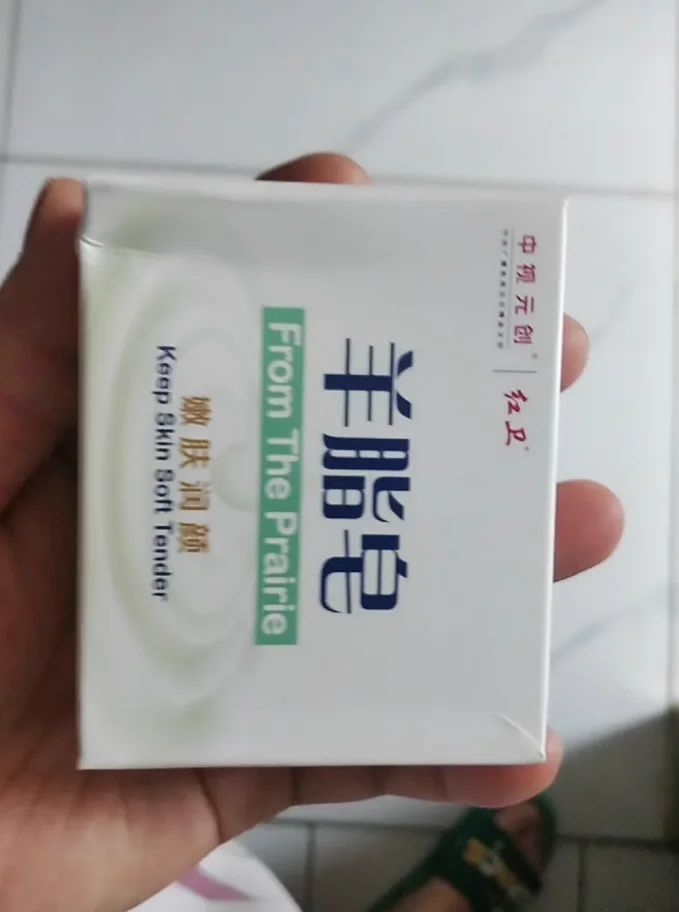 中视元创 | 红卫
羊脂皂
From The Prairie
嫩肤润颜
Keep Skin Soft Tender